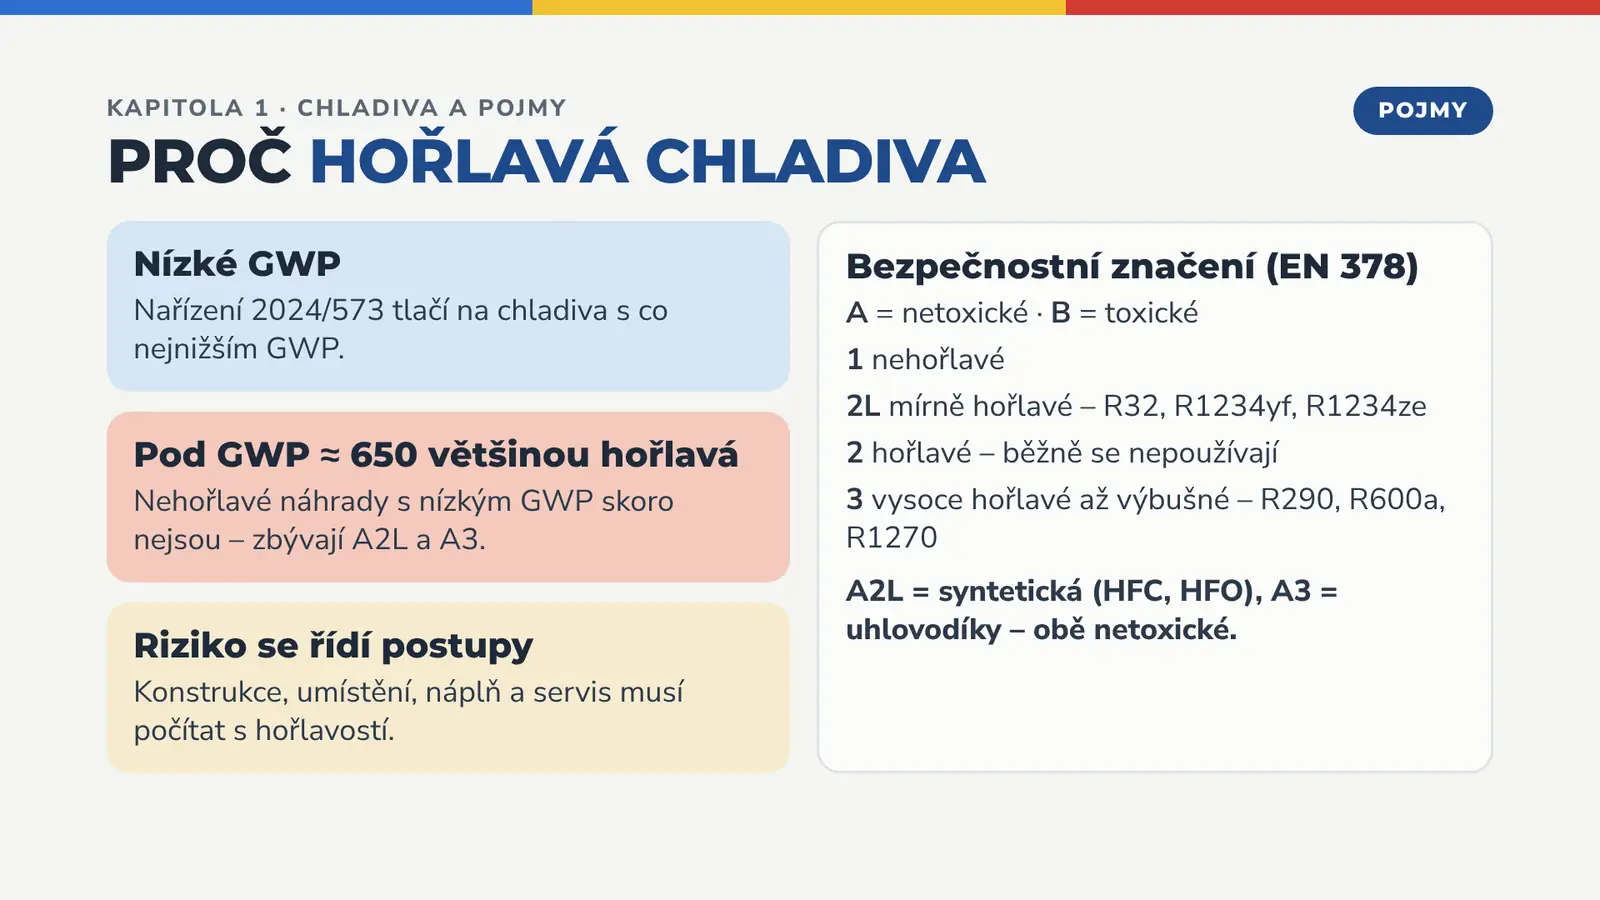 KAPITOLA 1 · CHLADIVA A POJMY
POJMY
PROČ HOŘLAVÁ CHLADIVA
Nízké GWP
Nařízení 2024/573 tlačí na chladiva s co
nejnižším GWP.
Pod GWP ≈ 650 většinou hořlavá
Nehořlavé náhrady s nízkým GWP skoro
nejsou – zbývají A2L a A3.
Riziko se řídí postupy
Konstrukce, umístění, náplň a servis musí
počítat s hořlavostí.
Bezpečnostní značení (EN 378)
A = netoxické · B = toxické
1 nehořlavé
2L mírně hořlavé – R32, R1234yf, R1234ze
2 hořlavé – běžně se nepoužívají
3 vysoce hořlavé až výbušné – R290, R600a,
R1270
A2L = syntetická (HFC, HFO), A3 =
uhlovodíky – obě netoxické.